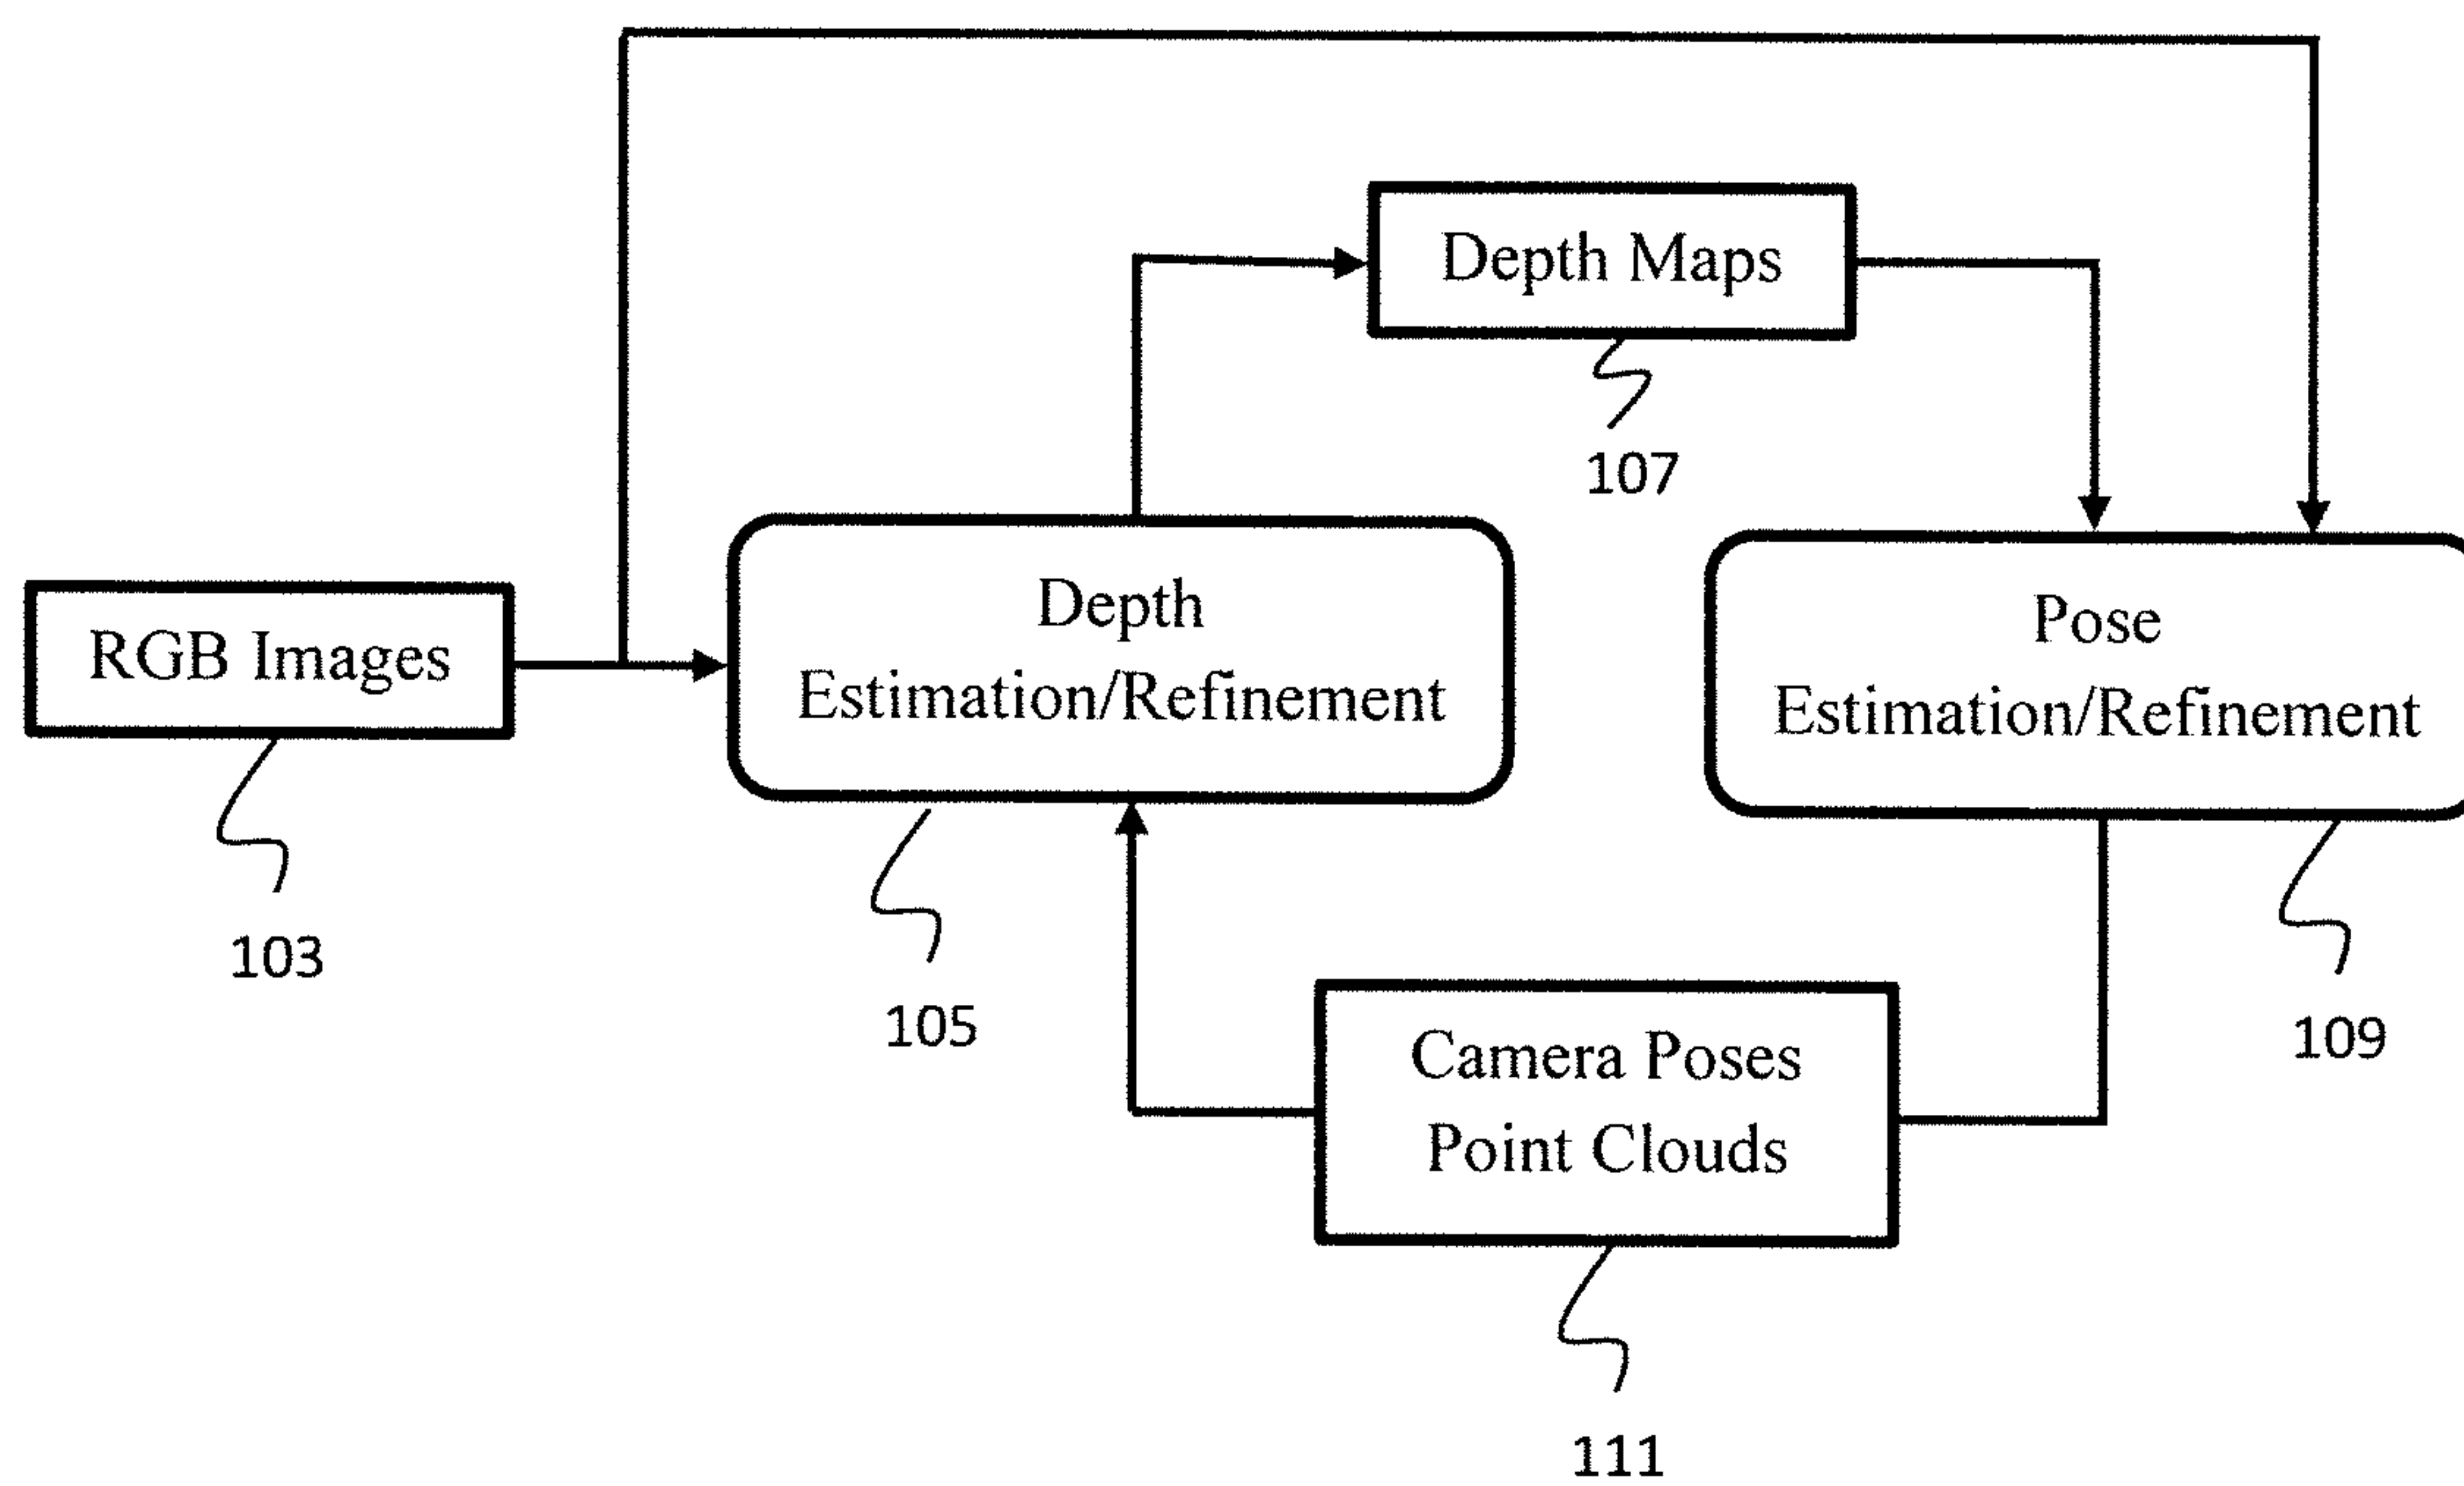 Depth Maps
107
Depth
Estimation/Refinement
105
Pose
Estimation/Refinement
109
RGB Images
103
Camera Poses
Point Clouds
111